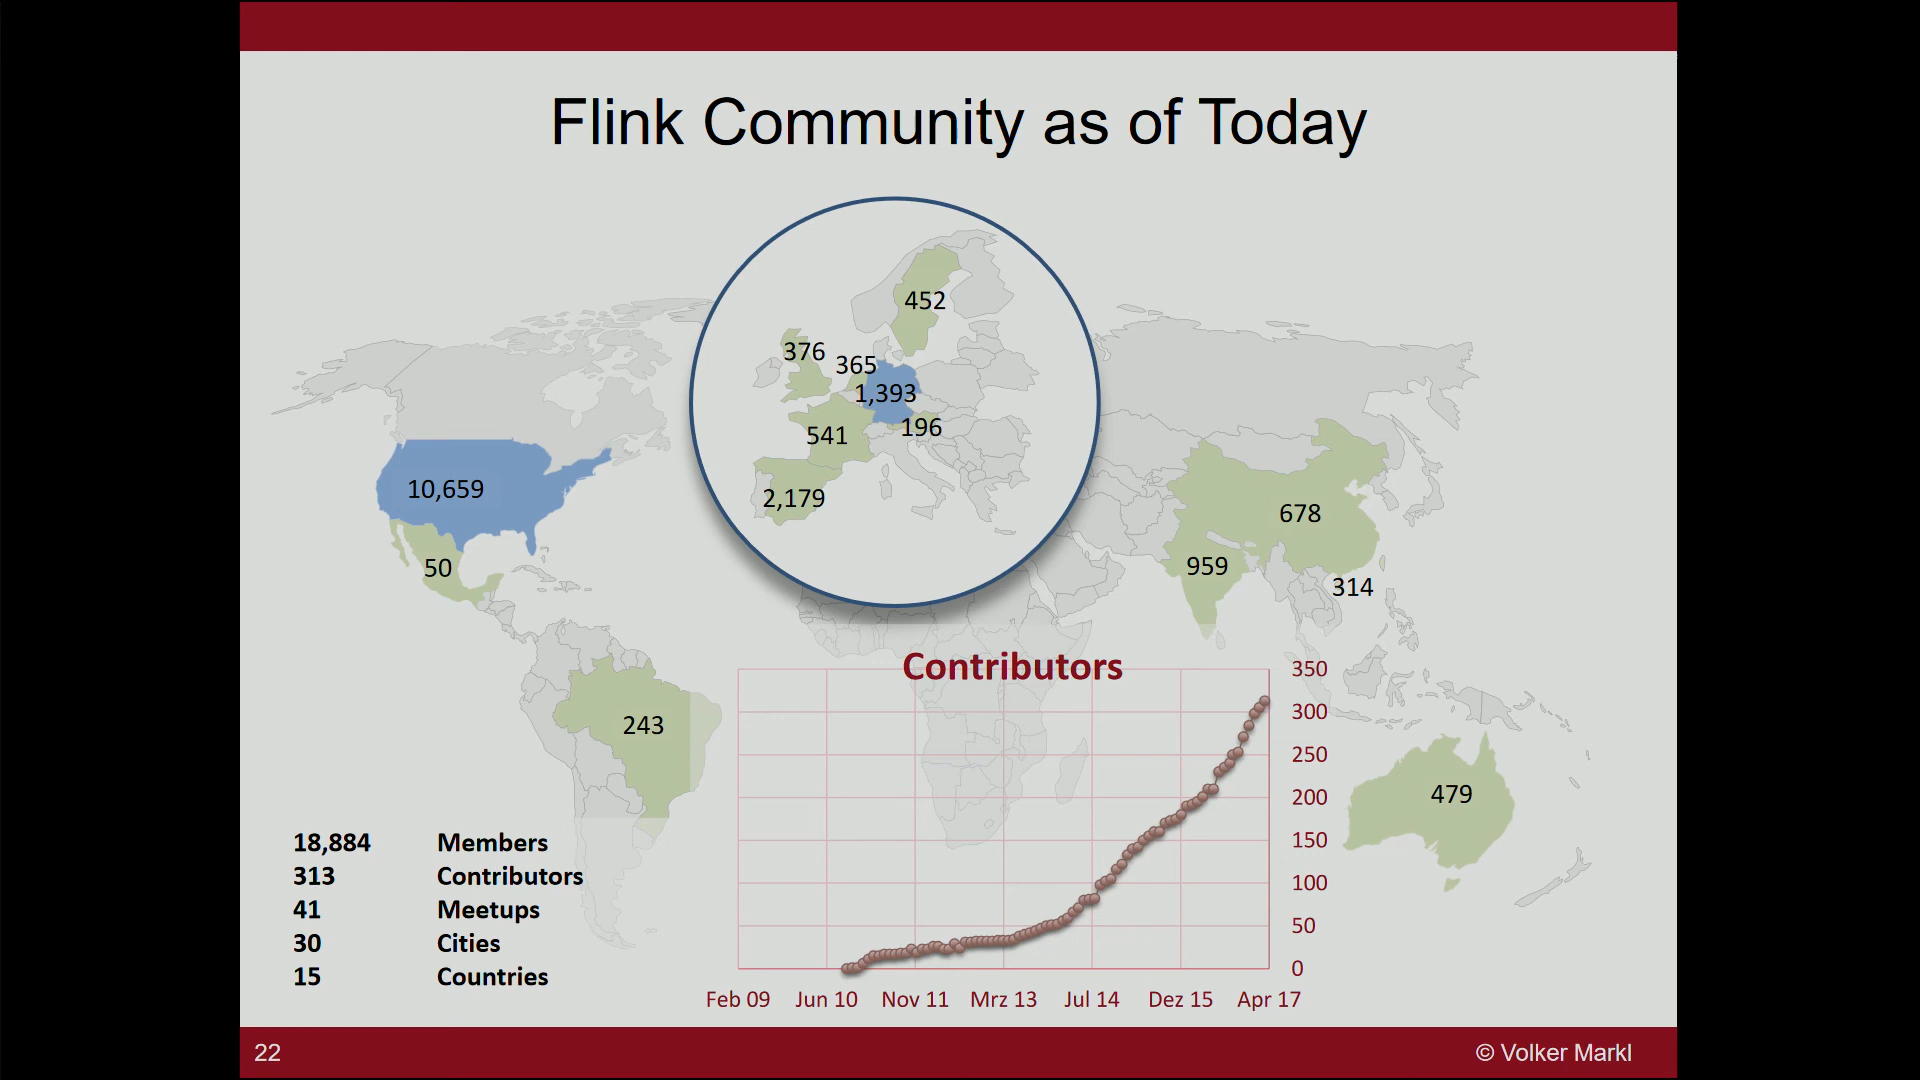 Flink Community as of Today
452
376
365
1,393
196
541
2,179
10,659
50
678
959
314
243
479
Contributors
350
300
250
200
150
100
50
0
Feb 09 Jun 10 Nov 11 Mrz 13 Jul 14 Dez 15 Apr 17
18,884 Members
313 Contributors
41 Meetups
30 Cities
15 Countries
22
© Volker Markl